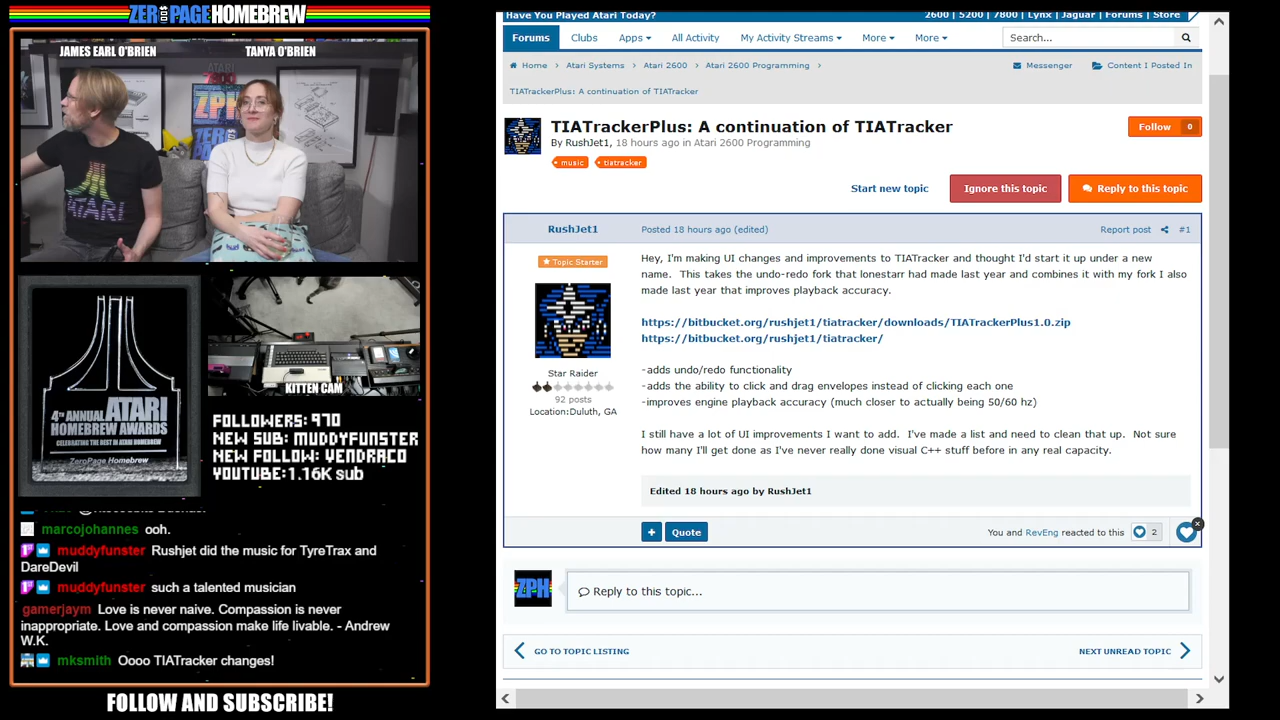 ZEROPAGE HOMEBREW
JAMES EARL O'BRIEN
TANYA O'BRIEN
ATARI
ZPH
ATARI
4TH ANNUAL ATARI
HOMEBREW AWARDS
CELEBRATING THE BEST IN ATARI HOMEBREW
ZeroPage Homebrew
KITTEN CAM
FOLLOWERS: 970
NEW SUB: MUDDYFUNSTER
NEW FOLLOW: VENDRACO
YOUTUBE: 1.16K sub
marcojohannes ooh.
muddyfunster Rushjet did the music for TyreTrax and
DareDevil
muddyfunster such a talented musician
gamerjaym Love is never naive. Compassion is never
inappropriate. Love and compassion make life livable. - Andrew
W.K.
mksmith Oooo TIATracker changes!
FOLLOW AND SUBSCRIBE!
Have You Played Atari Today?
2600 | 5200 | 7800 | Lynx | Jaguar | Forums | Store
Forums Clubs Apps All Activity My Activity Streams More More Search...
Home Atari Systems Atari 2600 Atari 2600 Programming
Messenger Content I Posted In
TIATrackerPlus: A continuation of TIATracker
TIATrackerPlus: A continuation of TIATracker
By RushJet1, 18 hours ago in Atari 2600 Programming
Follow 0
music tiatracker
Start new topic Ignore this topic Reply to this topic
RushJet1 Posted 18 hours ago (edited) Report post #1
Topic Starter
Star Raider
92 posts
Location:Duluth, GA
Hey, I'm making UI changes and improvements to TIATracker and thought I'd start it up under a new
name. This takes the undo-redo fork that lonestarr had made last year and combines it with my fork I also
made last year that improves playback accuracy.
https://bitbucket.org/rushjet1/tiatracker/downloads/TIATrackerPlus1.0.zip
https://bitbucket.org/rushjet1/tiatracker/
-adds undo/redo functionality
-adds the ability to click and drag envelopes instead of clicking each one
-improves engine playback accuracy (much closer to actually being 50/60 hz)
I still have a lot of UI improvements I want to add. I've made a list and need to clean that up. Not sure
how many I'll get done as I've never really done visual C++ stuff before in any real capacity.
Edited 18 hours ago by RushJet1
+ Quote You and RevEng reacted to this 2
ZPH
Reply to this topic...
GO TO TOPIC LISTING
NEXT UNREAD TOPIC